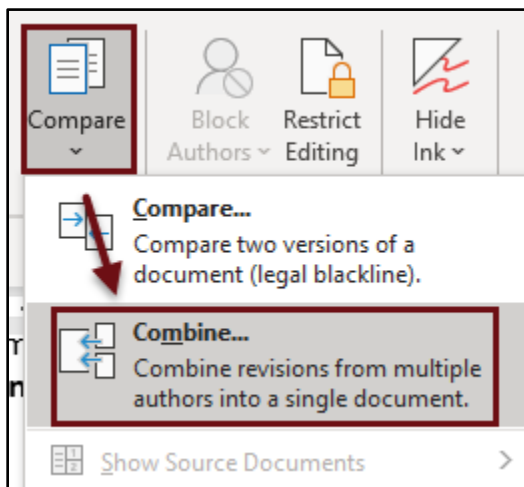 Compare
Block
Authors
Restrict
Editing
Hide
Ink
Compare...
Compare two versions of a
document (legal blackline).
Combine...
Combine revisions from multiple
authors into a single document.
Show Source Documents